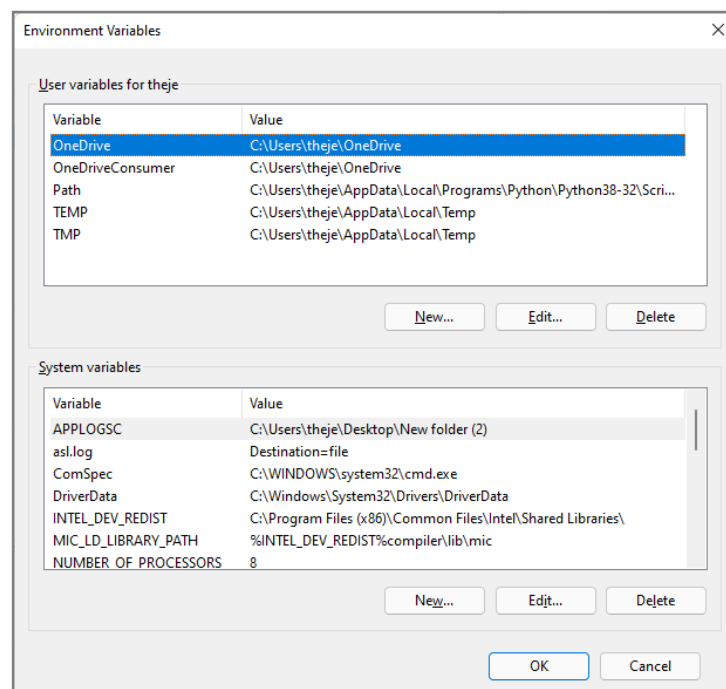 Environment Variables
User variables for theje
Variable Value
OneDrive C:\Users\theje\OneDrive
OneDriveConsumer C:\Users\theje\OneDrive
Path C:\Users\theje\AppData\Local\Programs\Python\Python38-32\Scri...
TEMP C:\Users\theje\AppData\Local\Temp
TMP C:\Users\theje\AppData\Local\Temp
New... Edit... Delete
System variables
Variable Value
APPLOGSC C:\Users\theje\Desktop\New folder (2)
asl.log Destination=file
ComSpec C:\WINDOWS\system32\cmd.exe
DriverData C:\Windows\System32\Drivers\DriverData
INTEL_DEV_REDIST C:\Program Files (x86)\Common Files\Intel\Shared Libraries\
MIC_LD_LIBRARY_PATH %INTEL_DEV_REDIST%compiler\lib\mic
NUMBER_OF_PROCESSORS 8
New... Edit... Delete
OK Cancel